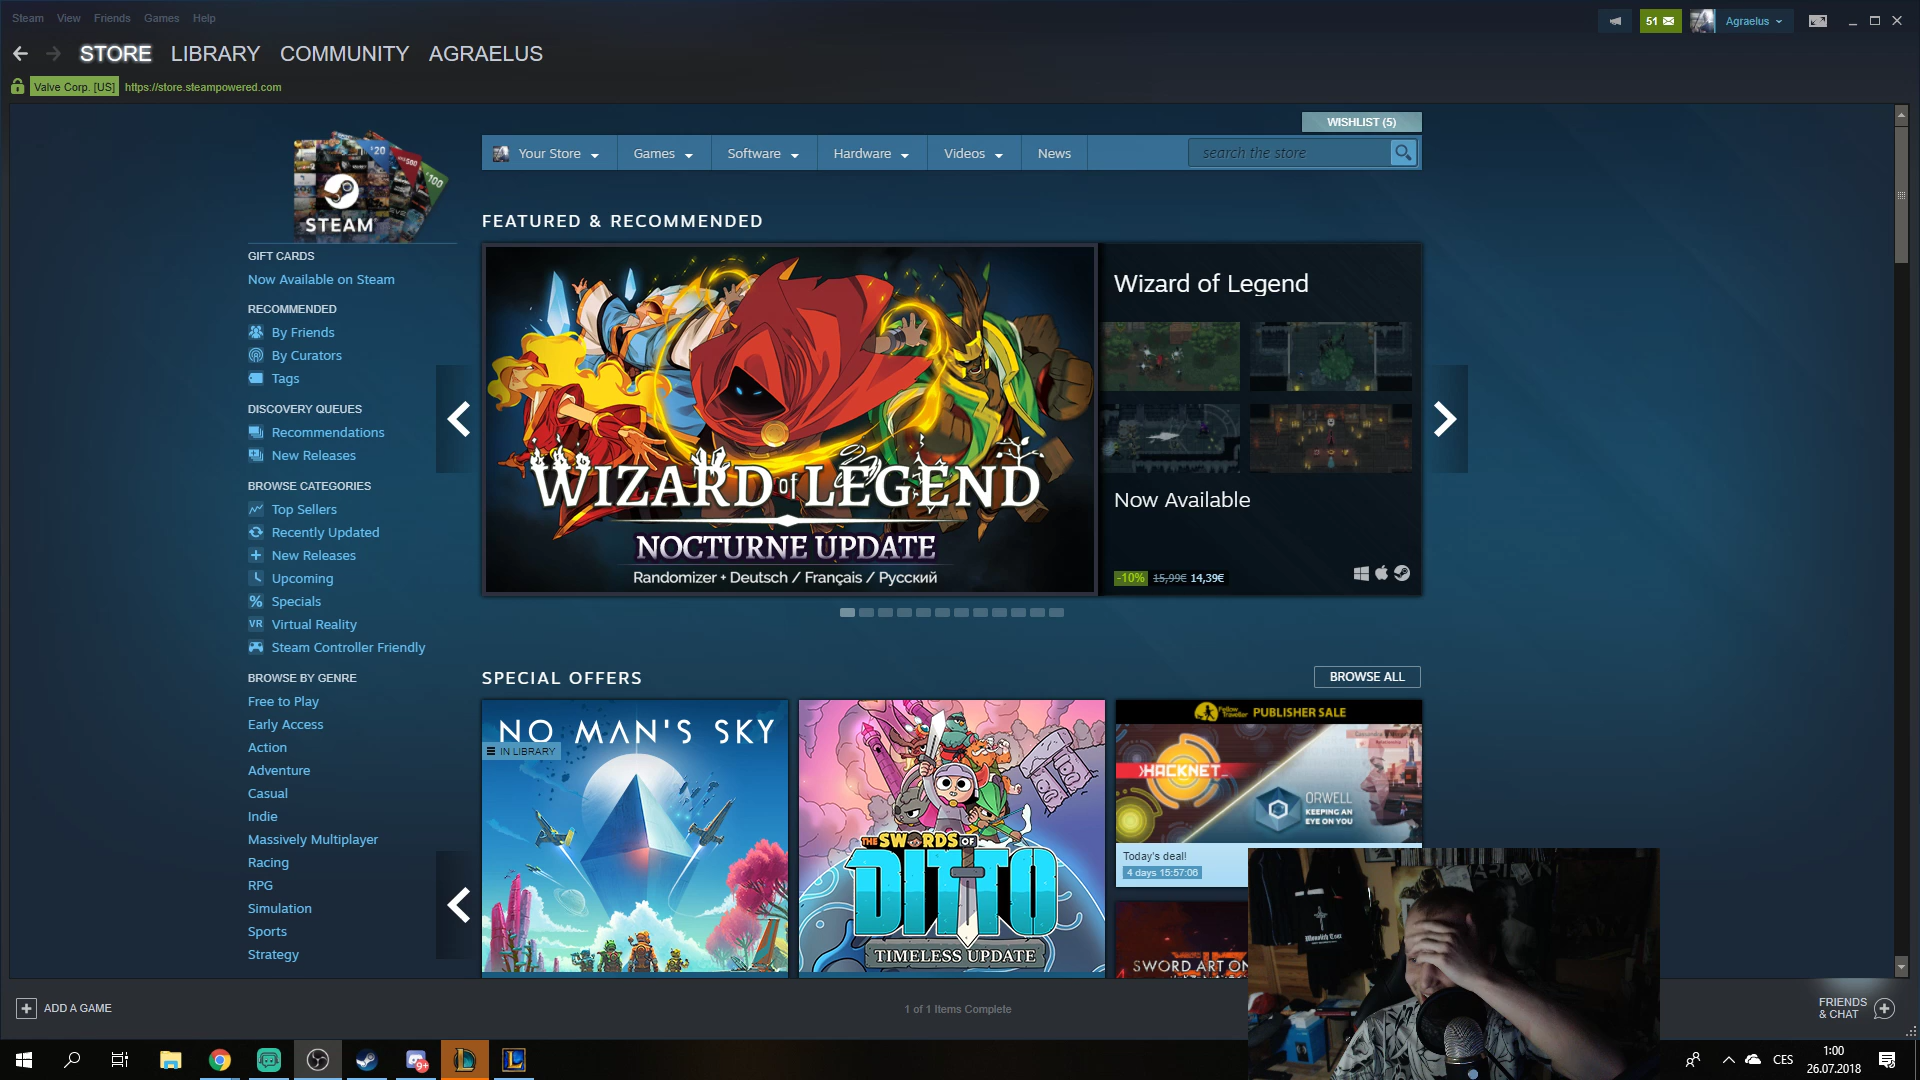 Steam View Friends Games Help
51
Agraelus
STORE LIBRARY COMMUNITY AGRAELUS
Valve Corp. [US] https://store.steampowered.com
WISHLIST (5)
Your Store Games Software Hardware Videos News
search the store
STEAM
GIFT CARDS
Now Available on Steam
RECOMMENDED
By Friends
By Curators
Tags
DISCOVERY QUEUES
Recommendations
New Releases
BROWSE CATEGORIES
Top Sellers
Recently Updated
New Releases
Upcoming
Specials
VR Virtual Reality
Steam Controller Friendly
BROWSE BY GENRE
Free to Play
Early Access
Action
Adventure
Casual
Indie
Massively Multiplayer
Racing
RPG
Simulation
Sports
Strategy
FEATURED & RECOMMENDED
WIZARD of LEGEND
NOCTURNE UPDATE
Randomizer + Deutsch / Français / Русский
Wizard of Legend
Now Available
-10% 15,99€ 14,39€
SPECIAL OFFERS
BROWSE ALL
NO MAN'S SKY
IN LIBRARY
THE SWORDS OF
DITTO
TIMELESS UPDATE
Fellow Traveller PUBLISHER SALE
HACKNET_
ORWELL
KEEPING AN
EYE ON YOU
Today's deal!
4 days 15:57:06
SWORD ART ON
ADD A GAME
1 of 1 Items Complete
FRIENDS
& CHAT
9+
CES
1:00
26.07.2018